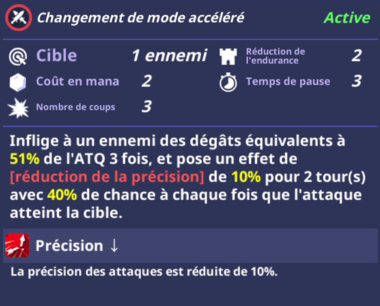 Changement de mode accéléré Active
Cible 1 ennemi Réduction de l'endurance 2
Coût en mana 2 Temps de pause 3
Nombre de coups 3
Inflige à un ennemi des dégâts équivalents à
51% de l'ATQ 3 fois, et pose un effet de
[réduction de la précision] de 10% pour 2 tour(s)
avec 40% de chance à chaque fois que l'attaque
atteint la cible.
Précision ↓
La précision des attaques est réduite de 10%.